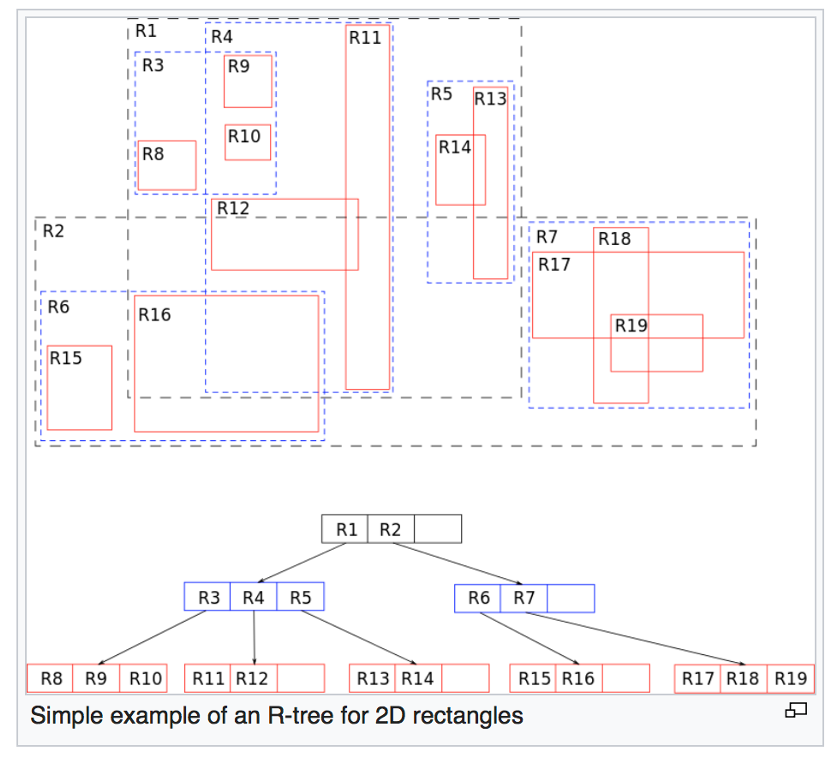 R1
R4
R11
R3
R9
R5
R13
R10
R14
R8
R12
R2
R7
R18
R17
R6
R16
R19
R15
R1 R2
R3 R4 R5
R6 R7
R8 R9 R10
R11 R12
R13 R14
R15 R16
R17 R18 R19
Simple example of an R-tree for 2D rectangles